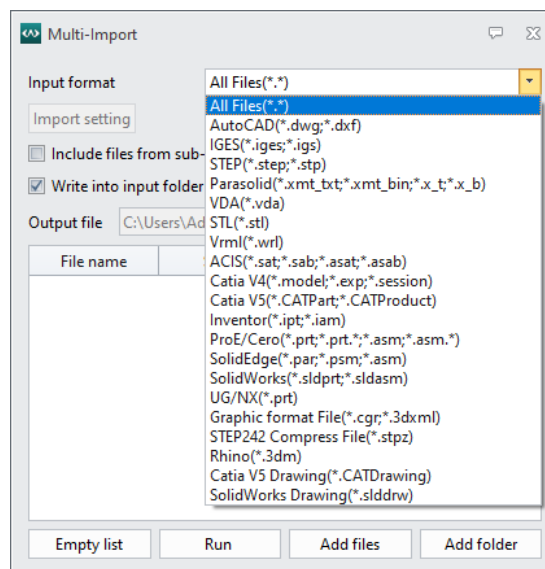 Multi-Import
Input format
All Files(*.*)
Import setting
Include files from sub-
Write into input folder
Output file C:\Users\Ad
File name
All Files(*.*)
AutoCAD(*.dwg;*.dxf)
IGES(*.iges;*.igs)
STEP(*.step;*.stp)
Parasolid(*.xmt_txt;*.xmt_bin;*.x_t;*.x_b)
VDA(*.vda)
STL(*.stl)
Vrml(*.wrl)
ACIS(*.sat;*.sab;*.asat;*.asab)
Catia V4(*.model;*.exp;*.session)
Catia V5(*.CATPart;*.CATProduct)
Inventor(*.ipt;*.iam)
ProE/Cero(*.prt;*.prt.*;*.asm;*.asm.*)
SolidEdge(*.par;*.psm;*.asm)
SolidWorks(*.sldprt;*.sldasm)
UG/NX(*.prt)
Graphic format File(*.cgr;*.3dxml)
STEP242 Compress File(*.stpz)
Rhino(*.3dm)
Catia V5 Drawing(*.CATDrawing)
SolidWorks Drawing(*.slddrw)
Empty list
Run
Add files
Add folder